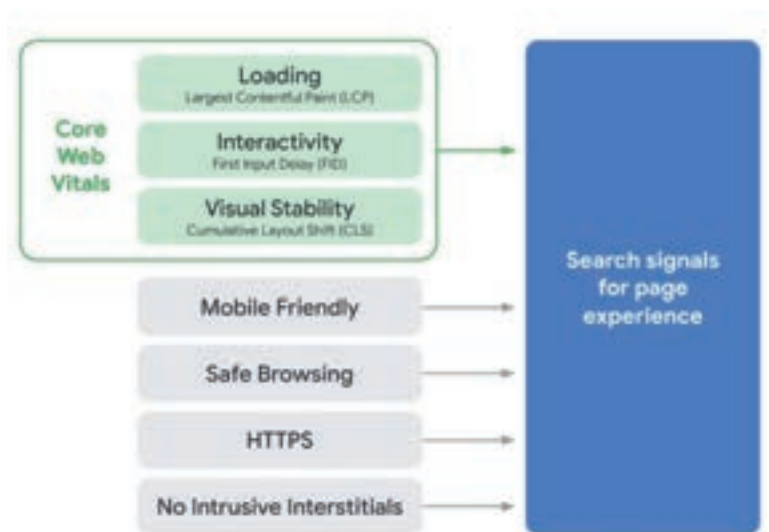 Core
Web
Vitals
Loading
Largest Contentful Paint (LCP)
Interactivity
First Input Delay (FID)
Visual Stability
Cumulative Layout Shift (CLS)
Mobile Friendly
Safe Browsing
HTTPS
No Intrusive Interstitials
Search signals
for page
experience